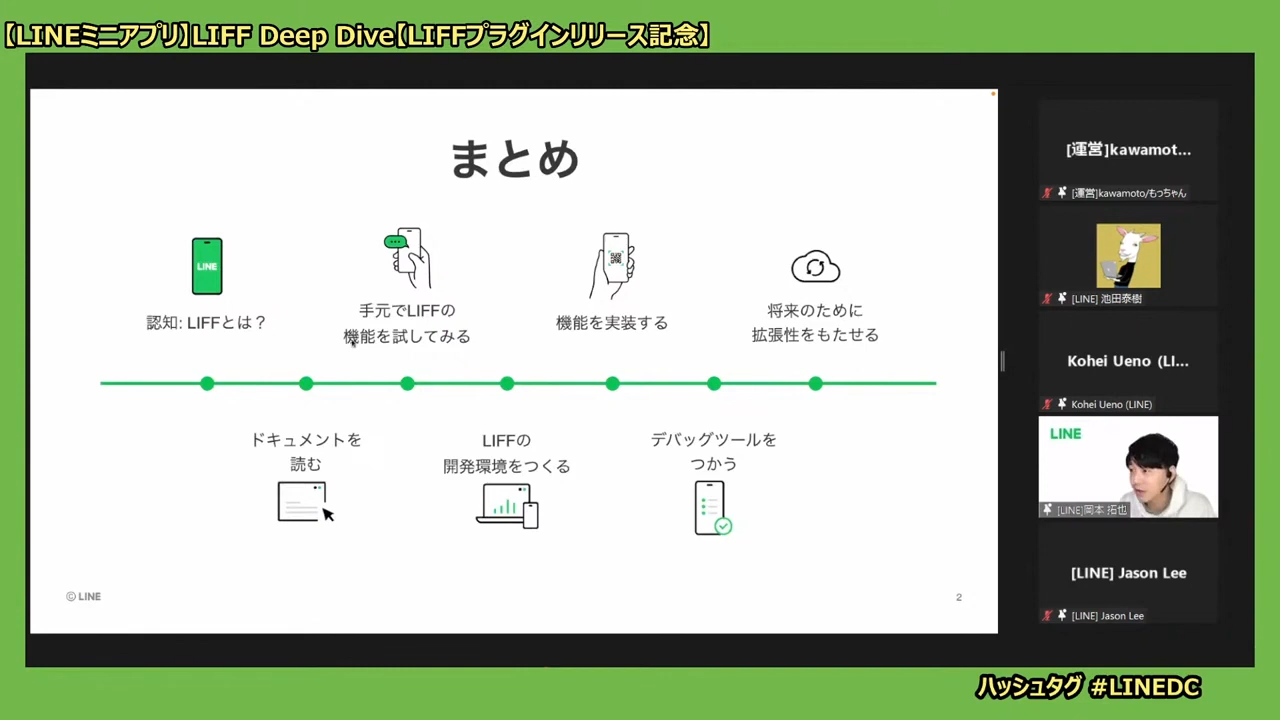 【LINEミニアプリ】LIFF Deep Dive【LIFFプラグインリリース記念】
まとめ
LINE
認知: LIFFとは？
手元でLIFFの
機能を試してみる
機能を実装する
将来のために
拡張性をもたせる
ドキュメントを
読む
LIFFの
開発環境をつくる
デバッグツールを
つかう
© LINE
2
[運営]kawamot...
[運営]kawamoto/もっちゃん
[LINE] 池田泰樹
Kohei Ueno (LI...
Kohei Ueno (LINE)
LINE
[LINE]岡本 拓也
[LINE] Jason Lee
[LINE] Jason Lee
ハッシュタグ #LINEDC